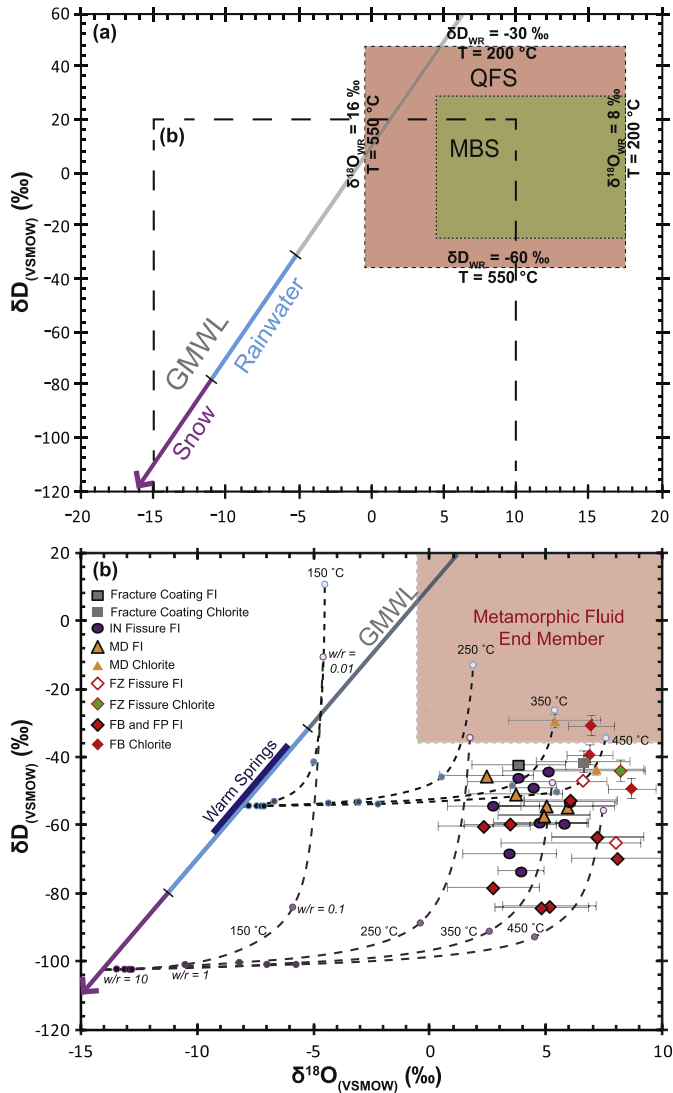 (a)
δD_WR = -30 ‰
T = 200 °C
QFS
δ¹⁸O_WR = 16 ‰
T = 550 °C
(b)
MBS
δ¹⁸O_WR = 8 ‰
T = 200 °C
δD_WR = -60 ‰
T = 550 °C
GMWL
Rainwater
Snow
δD(VSMOW) (‰)
60
40
20
0
−20
−40
−60
−80
−100
−120
−20 −15 −10 −5 0 5 10 15 20
(b)
Fracture Coating FI
Fracture Coating Chlorite
IN Fissure FI
MD FI
MD Chlorite
FZ Fissure FI
FZ Fissure Chlorite
FB and FP FI
FB Chlorite
150 °C
w/r =
0.01
GMWL
Metamorphic Fluid
End Member
250 °C
350 °C
450 °C
Warm Springs
w/r = 0.1
150 °C
250 °C
350 °C
450 °C
w/r = 10
w/r = 1
δD(VSMOW) (‰)
20
0
−20
−40
−60
−80
−100
−120
−15 −10 −5 0 5 10
δ¹⁸O(VSMOW) (‰)